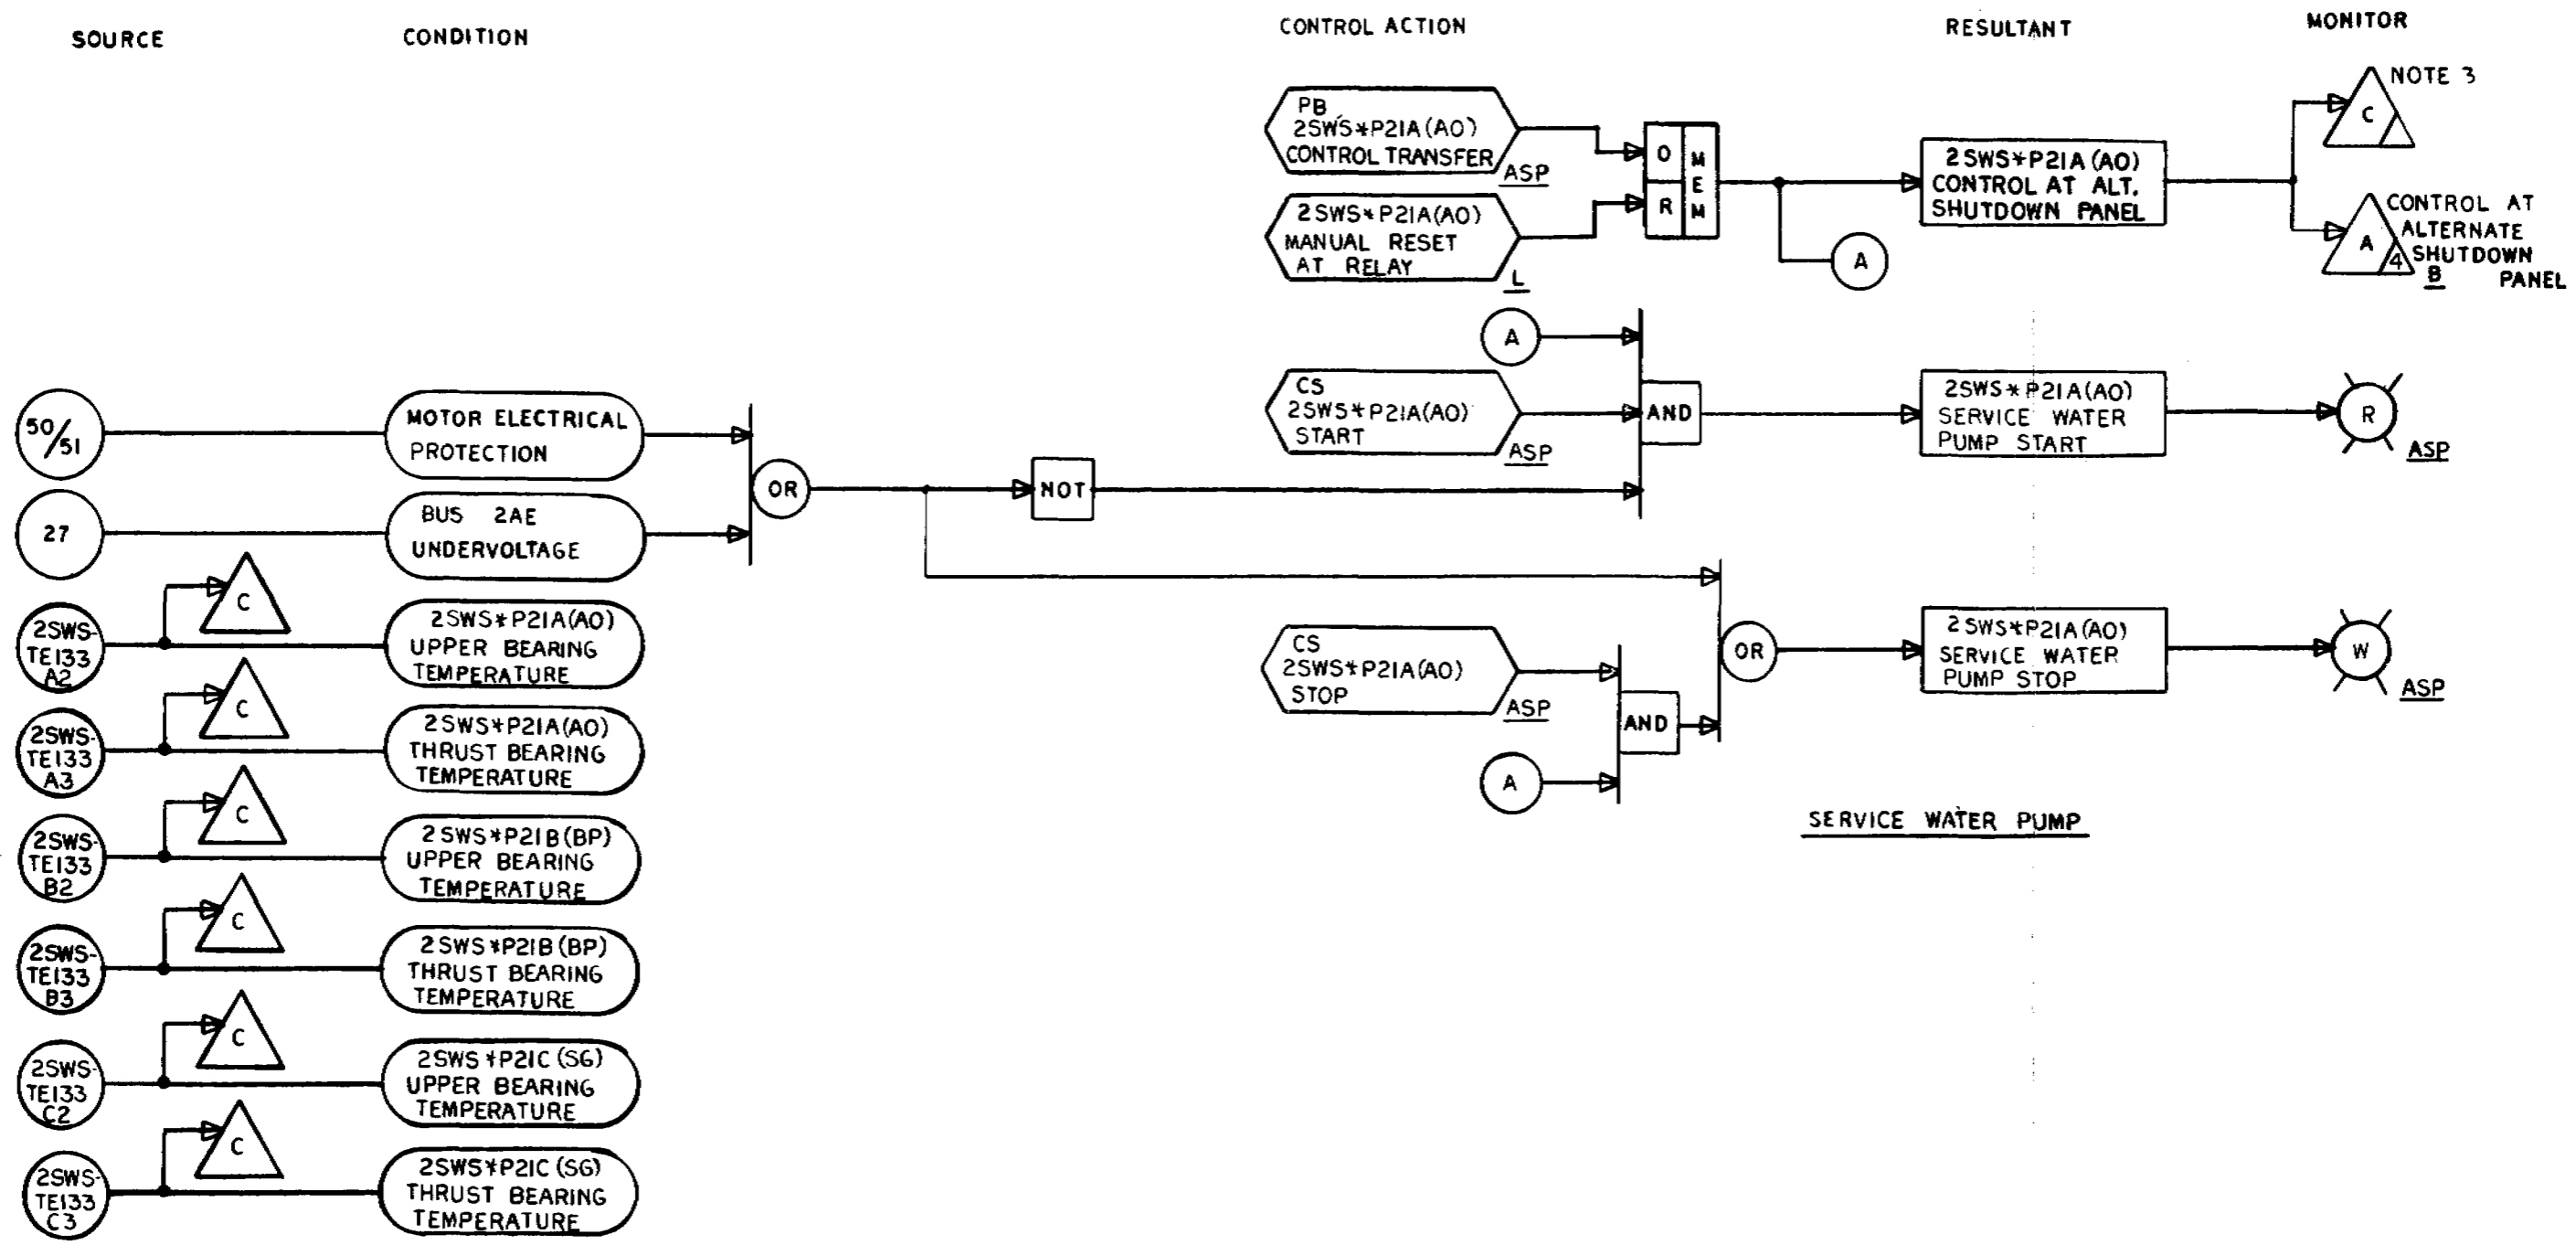 SOURCE
CONDITION
CONTROL ACTION
RESULTANT
MONITOR
PB
2SWS*P21A(AO)
CONTROL TRANSFER
ASP
2SWS*P21A(AO)
MANUAL RESET
AT RELAY
L
O
R
MEM
A
2SWS*P21A(AO)
CONTROL AT ALT.
SHUTDOWN PANEL
C
NOTE 3
A
4
CONTROL AT
ALTERNATE
SHUTDOWN
B PANEL
50/51
MOTOR ELECTRICAL
PROTECTION
27
BUS 2AE
UNDERVOLTAGE
OR
NOT
A
CS
2SWS*P21A(AO)
START
ASP
AND
2SWS*P21A(AO)
SERVICE WATER
PUMP START
R
ASP
CS
2SWS*P21A(AO)
STOP
ASP
A
AND
OR
2SWS*P21A(AO)
SERVICE WATER
PUMP STOP
W
ASP
SERVICE WATER PUMP
2SWS-
TE133
A2
C
2SWS*P21A(AO)
UPPER BEARING
TEMPERATURE
2SWS-
TE133
A3
C
2SWS*P21A(AO)
THRUST BEARING
TEMPERATURE
2SWS-
TE133
B2
C
2SWS*P21B(BP)
UPPER BEARING
TEMPERATURE
2SWS-
TE133
B3
C
2SWS*P21B(BP)
THRUST BEARING
TEMPERATURE
2SWS-
TE133
C2
C
2SWS*P21C(SG)
UPPER BEARING
TEMPERATURE
2SWS-
TE133
C3
C
2SWS*P21C(SG)
THRUST BEARING
TEMPERATURE